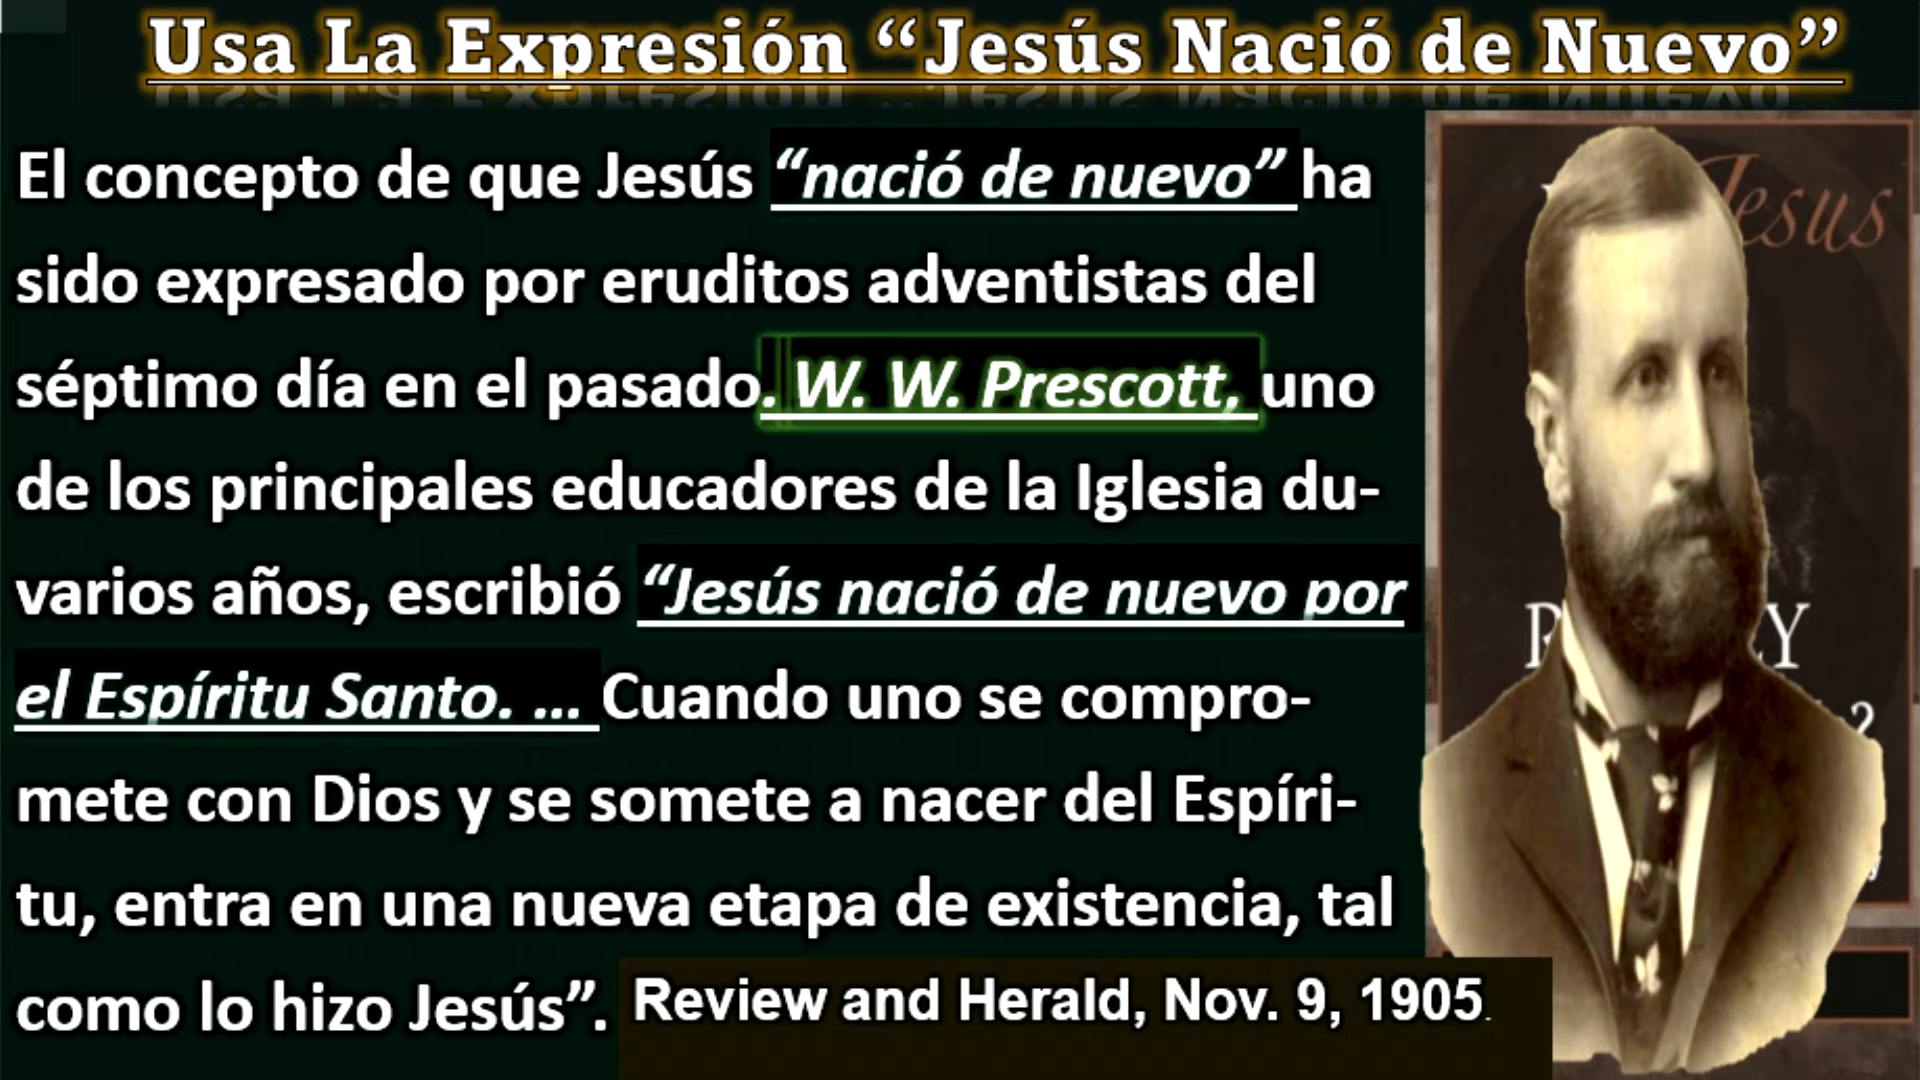 Usa La Expresión “Jesús Nació de Nuevo”
El concepto de que Jesús “nació de nuevo” ha
sido expresado por eruditos adventistas del
séptimo día en el pasado. W. W. Prescott, uno
de los principales educadores de la Iglesia du-
varios años, escribió “Jesús nació de nuevo por
el Espíritu Santo. ... Cuando uno se compro-
mete con Dios y se somete a nacer del Espíri-
tu, entra en una nueva etapa de existencia, tal
como lo hizo Jesús”. Review and Herald, Nov. 9, 1905.
Jesus